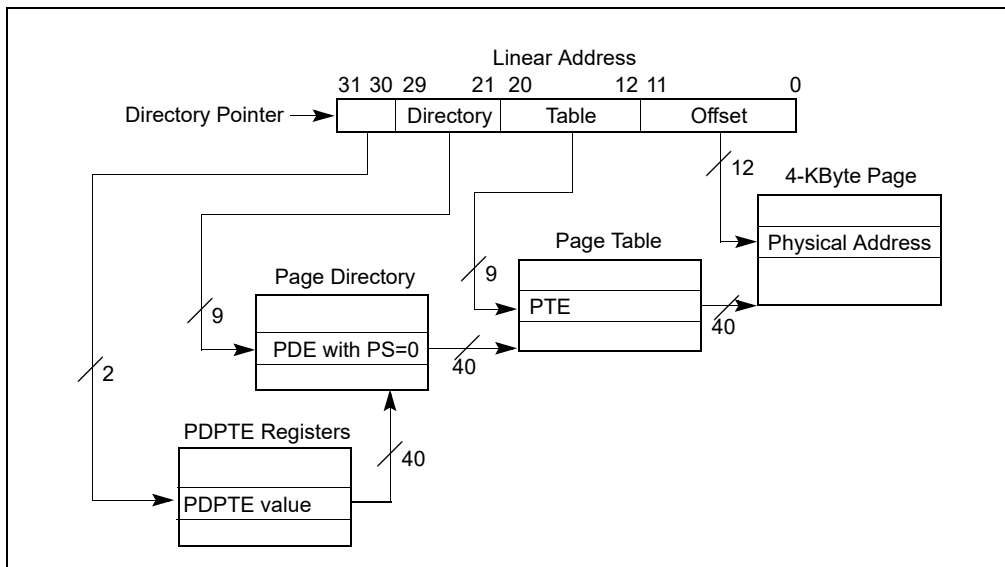 Linear Address
31 30 29 21 20 12 11 0
Directory Pointer Directory Table Offset
12
4-KByte Page
Physical Address
Page Table
9
PTE
40
Page Directory
9
PDE with PS=0
40
2
PDPTE Registers
40
PDPTE value